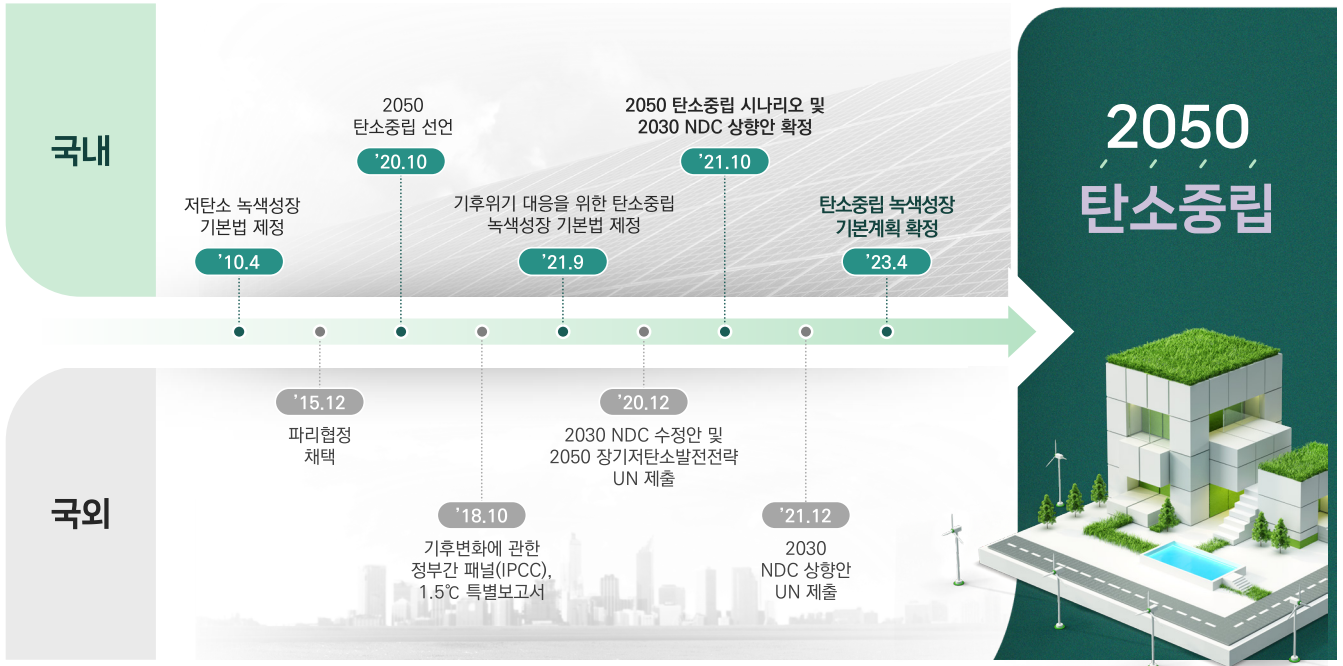 국내
2050
탄소중립 선언
’20.10
2050 탄소중립 시나리오 및
2030 NDC 상향안 확정
’21.10
저탄소 녹색성장
기본법 제정
’10.4
기후위기 대응을 위한 탄소중립
녹색성장 기본법 제정
’21.9
탄소중립 녹색성장
기본계획 확정
’23.4
2050
탄소중립
국외
’15.12
파리협정
채택
’20.12
2030 NDC 수정안 및
2050 장기저탄소발전전략
UN 제출
’18.10
기후변화에 관한
정부간 패널(IPCC),
1.5℃ 특별보고서
’21.12
2030
NDC 상향안
UN 제출